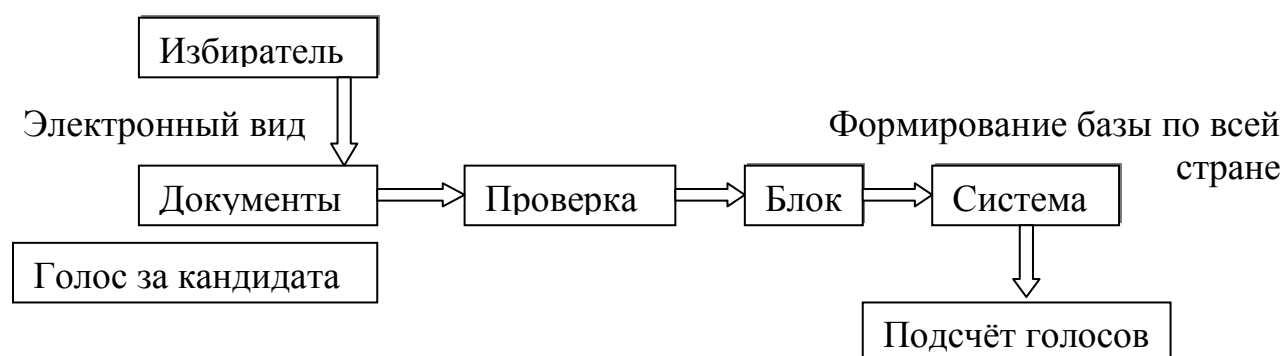 Избиратель
Электронный вид
Формирование базы по всей
стране
Документы
Проверка
Блок
Система
Голос за кандидата
Подсчёт голосов